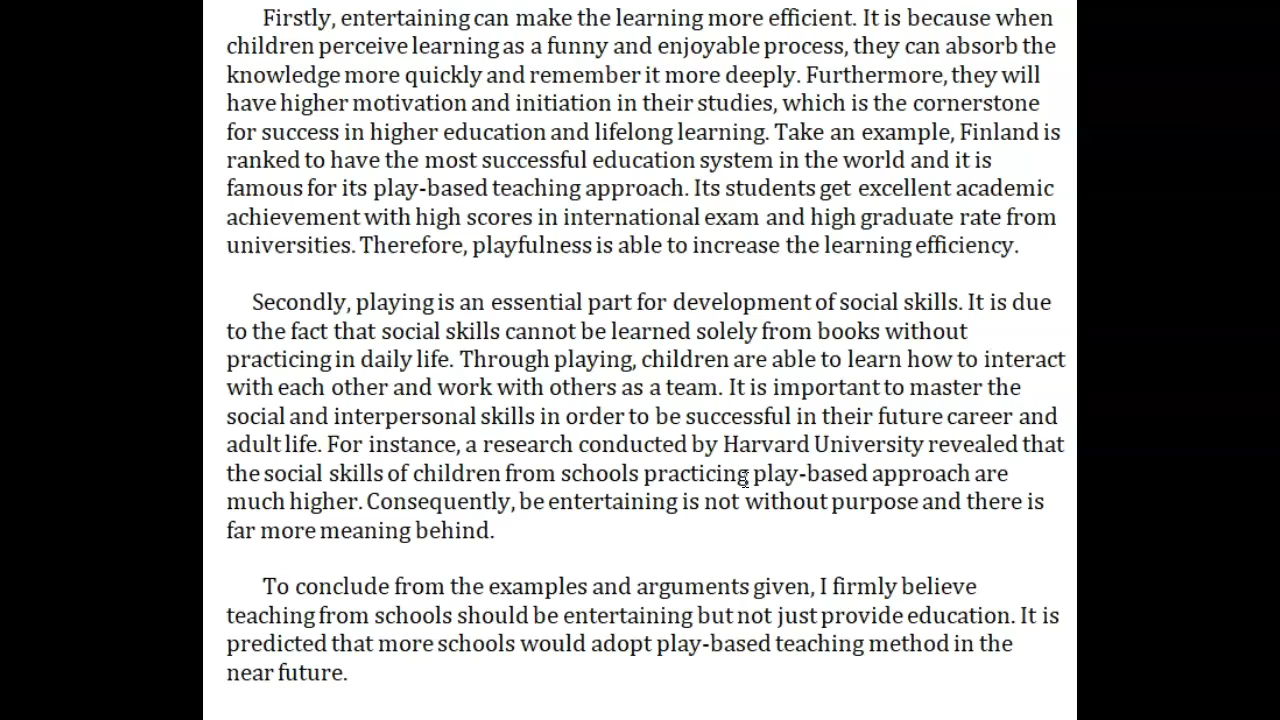 Firstly, entertaining can make the learning more efficient. It is because when
children perceive learning as a funny and enjoyable process, they can absorb the
knowledge more quickly and remember it more deeply. Furthermore, they will
have higher motivation and initiation in their studies, which is the cornerstone
for success in higher education and lifelong learning. Take an example, Finland is
ranked to have the most successful education system in the world and it is
famous for its play-based teaching approach. Its students get excellent academic
achievement with high scores in international exam and high graduate rate from
universities. Therefore, playfulness is able to increase the learning efficiency.
Secondly, playing is an essential part for development of social skills. It is due
to the fact that social skills cannot be learned solely from books without
practicing in daily life. Through playing, children are able to learn how to interact
with each other and work with others as a team. It is important to master the
social and interpersonal skills in order to be successful in their future career and
adult life. For instance, a research conducted by Harvard University revealed that
the social skills of children from schools practicing play-based approach are
much higher. Consequently, be entertaining is not without purpose and there is
far more meaning behind.
To conclude from the examples and arguments given, I firmly believe
teaching from schools should be entertaining but not just provide education. It is
predicted that more schools would adopt play-based teaching method in the
near future.